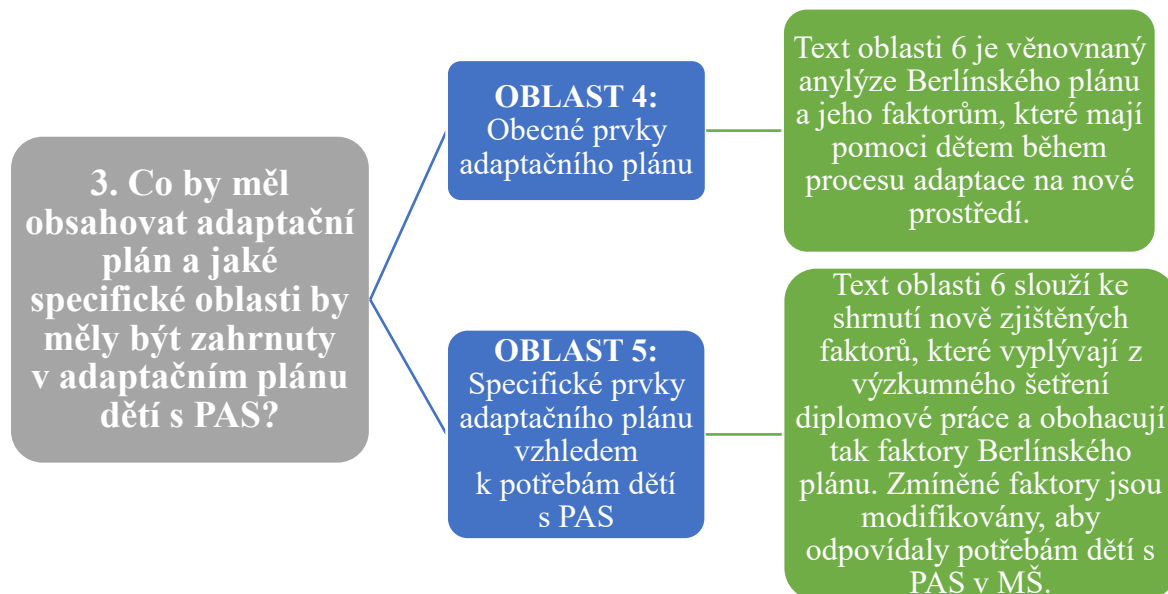 3. Co by měl
obsahovat adaptační
plán a jaké
specifické oblasti by
měly být zahrnuty
v adaptačním plánu
dětí s PAS?
OBLAST 4:
Obecné prvky
adaptačního plánu
Text oblasti 6 je věnovnaný
anylýze Berlínského plánu
a jeho faktorům, které mají
pomoci dětem během
procesu adaptace na nové
prostředí.
OBLAST 5:
Specifické prvky
adaptačního plánu
vzhledem
k potřebám dětí
s PAS
Text oblasti 6 slouží ke
shrnutí nově zjištěných
faktorů, které vyplývají z
výzkumného šetření
diplomové práce a obohacují
tak faktory Berlínského
plánu. Zmíněné faktory jsou
modifikovány, aby
odpovídaly potřebám dětí s
PAS v MŠ.